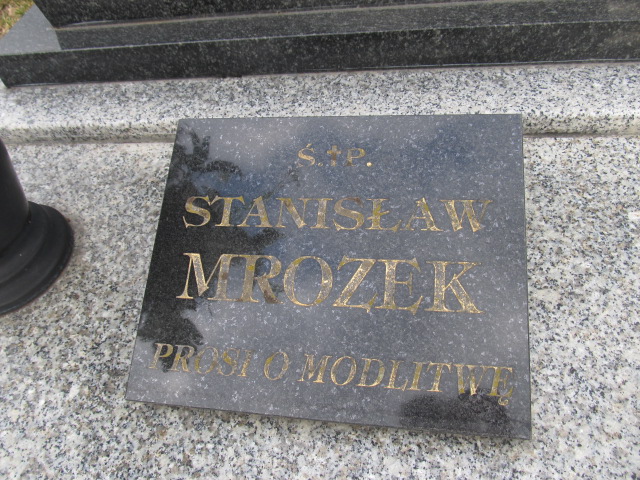 Ś.✝P.
STANISŁAW
MROZEK
PROSI O MODLITWĘ